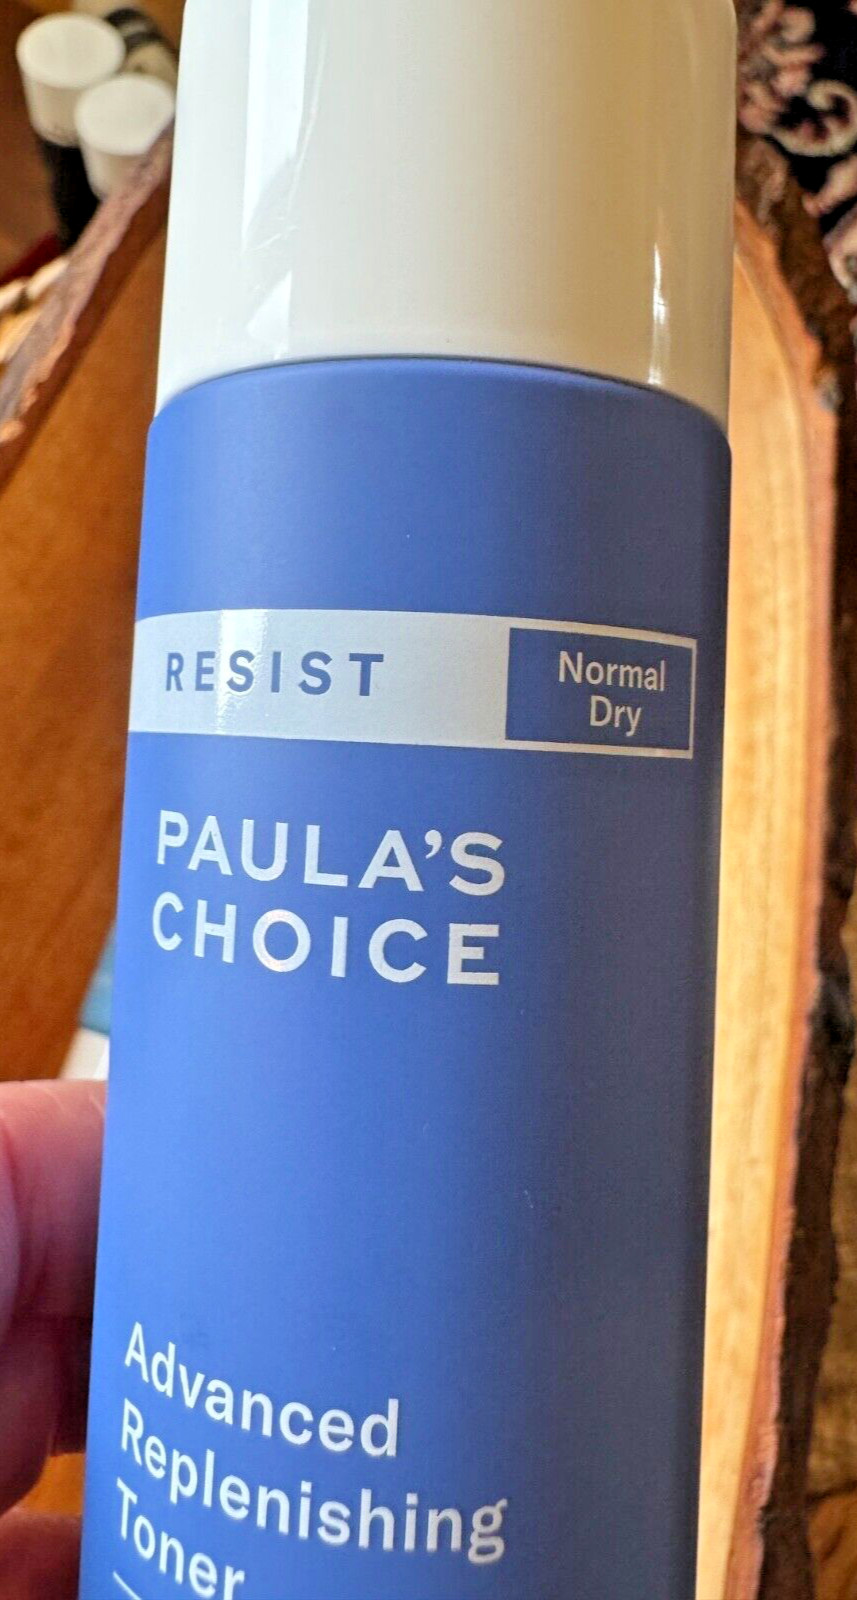 RESIST
Normal
Dry
PAULA'S
CHOICE
Advanced
Replenishing
Toner